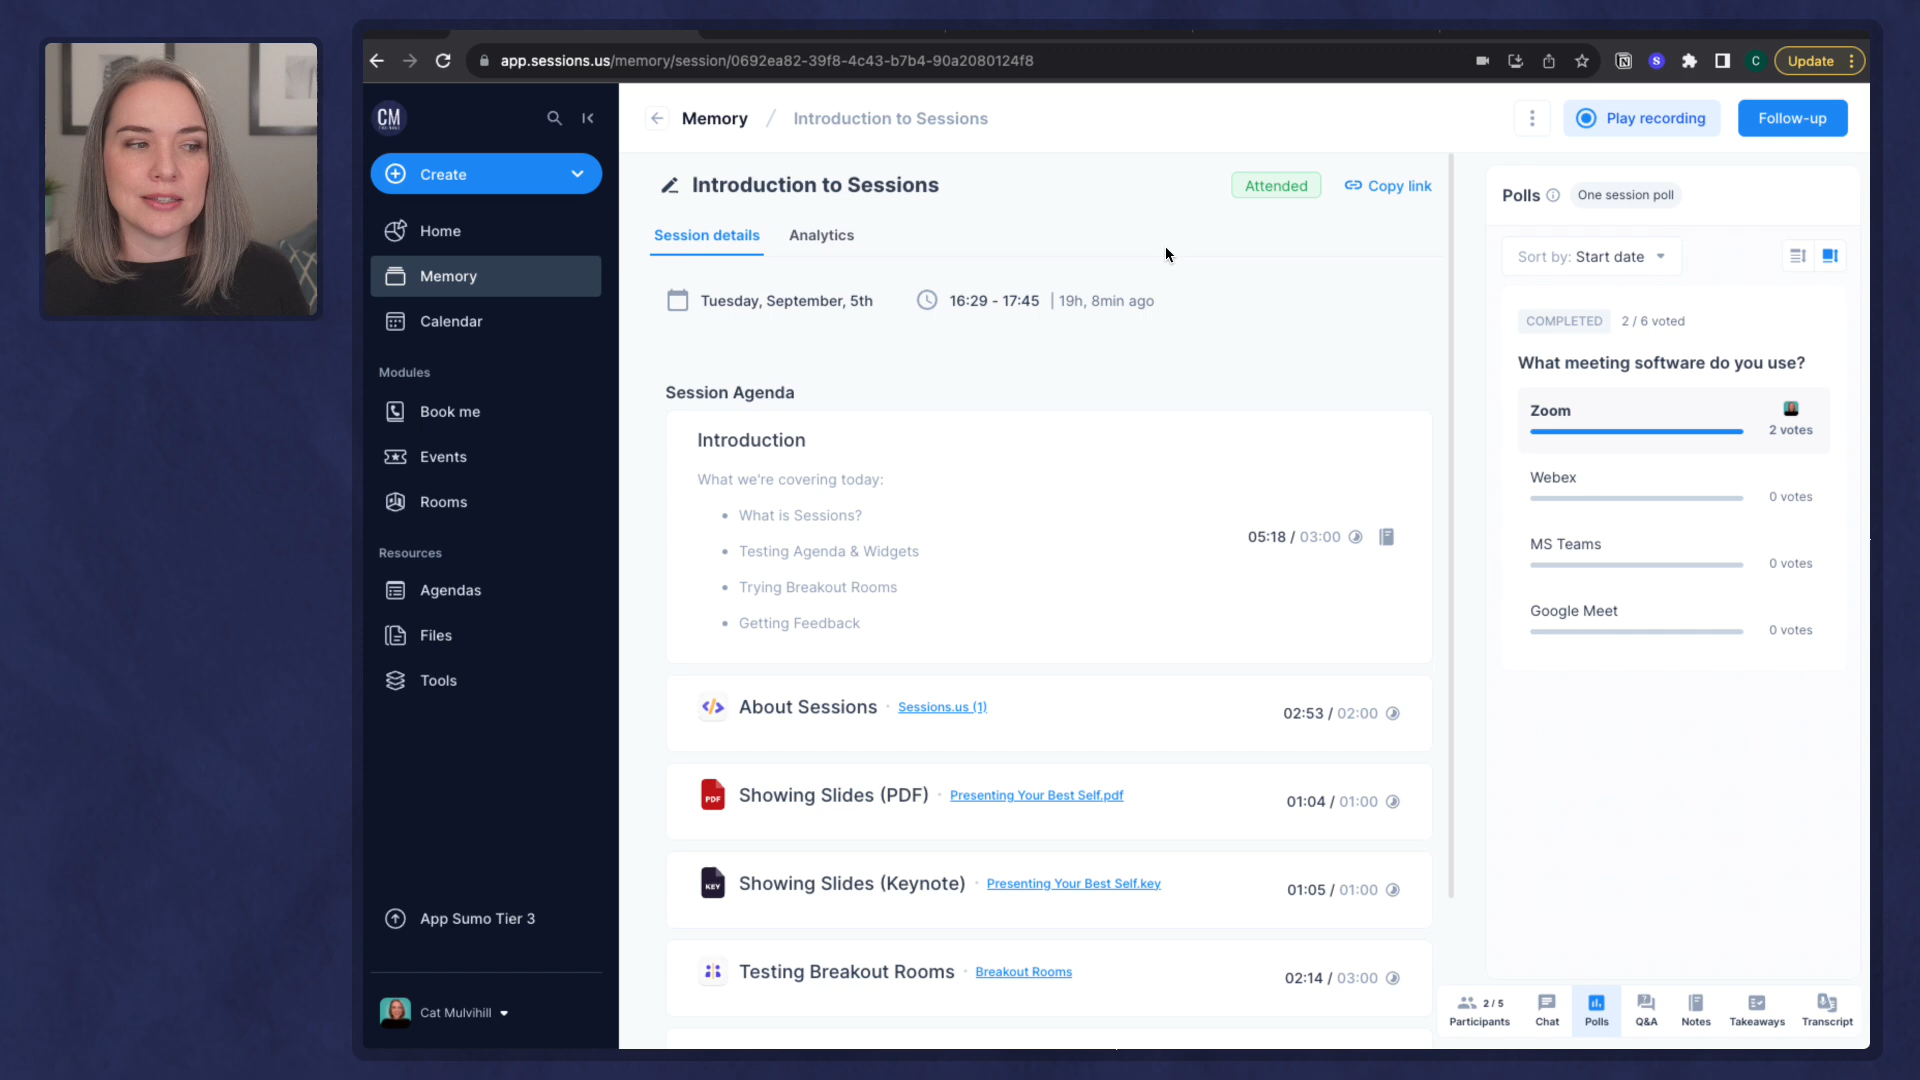 app.sessions.us/memory/session/0692ea82-39f8-4c43-b7b4-90a2080124f8
S
C
Update
CM
Create
Home
Memory
Calendar
Modules
Book me
Events
Rooms
Resources
Agendas
Files
Tools
App Sumo Tier 3
Cat Mulvihill
Memory / Introduction to Sessions
Play recording
Follow-up
Introduction to Sessions
Attended
Copy link
Session details
Analytics
Tuesday, September, 5th
16:29 - 17:45 | 19h, 8min ago
Session Agenda
Introduction
What we're covering today:
• What is Sessions?
• Testing Agenda & Widgets
• Trying Breakout Rooms
• Getting Feedback
05:18 / 03:00
About Sessions · Sessions.us (1)
02:53 / 02:00
PDF
Showing Slides (PDF) · Presenting Your Best Self.pdf
01:04 / 01:00
KEY
Showing Slides (Keynote) · Presenting Your Best Self.key
01:05 / 01:00
Testing Breakout Rooms · Breakout Rooms
02:14 / 03:00
Polls
One session poll
Sort by: Start date
COMPLETED 2 / 6 voted
What meeting software do you use?
Zoom
2 votes
Webex
0 votes
MS Teams
0 votes
Google Meet
0 votes
2 / 5
Participants
Chat
Polls
Q&A
Notes
Takeaways
Transcript